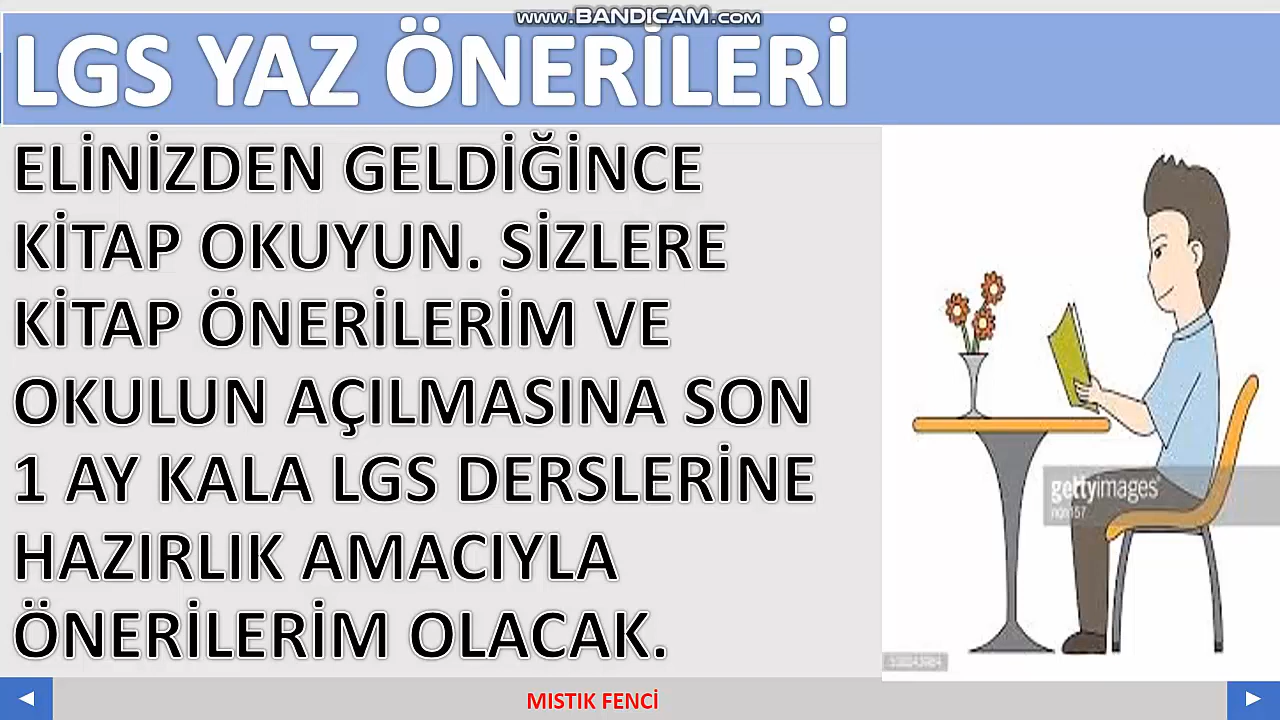 www.BANDICAM.com
LGS YAZ ÖNERİLERİ
ELİNİZDEN GELDİĞİNCE
KİTAP OKUYUN. SİZLERE
KİTAP ÖNERİLERİM VE
OKULUN AÇILMASINA SON
1 AY KALA LGS DERSLERİNE
HAZIRLIK AMACIYLA
ÖNERİLERİM OLACAK.
gettyimages
MISTIK FENCİ